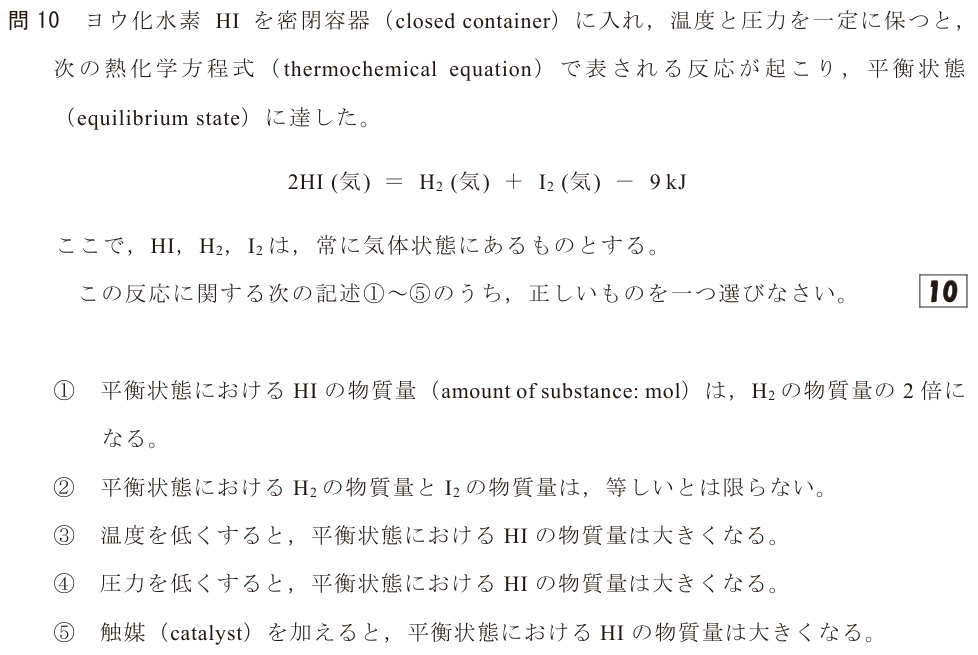 問 10 ヨウ化水素 HI を密閉容器（closed container）に入れ，温度と圧力を一定に保つと，
次の熱化学方程式（thermochemical equation）で表される反応が起こり，平衡状態
（equilibrium state）に達した。
2HI (気) = H₂ (気) + I₂ (気) − 9 kJ
ここで，HI，H₂，I₂は，常に気体状態にあるものとする。
この反応に関する次の記述①～⑤のうち，正しいものを一つ選びなさい。 10
① 平衡状態における HI の物質量（amount of substance: mol）は，H₂の物質量の 2 倍に
なる。
② 平衡状態における H₂の物質量と I₂の物質量は，等しいとは限らない。
③ 温度を低くすると，平衡状態における HI の物質量は大きくなる。
④ 圧力を低くすると，平衡状態における HI の物質量は大きくなる。
⑤ 触媒（catalyst）を加えると，平衡状態における HI の物質量は大きくなる。